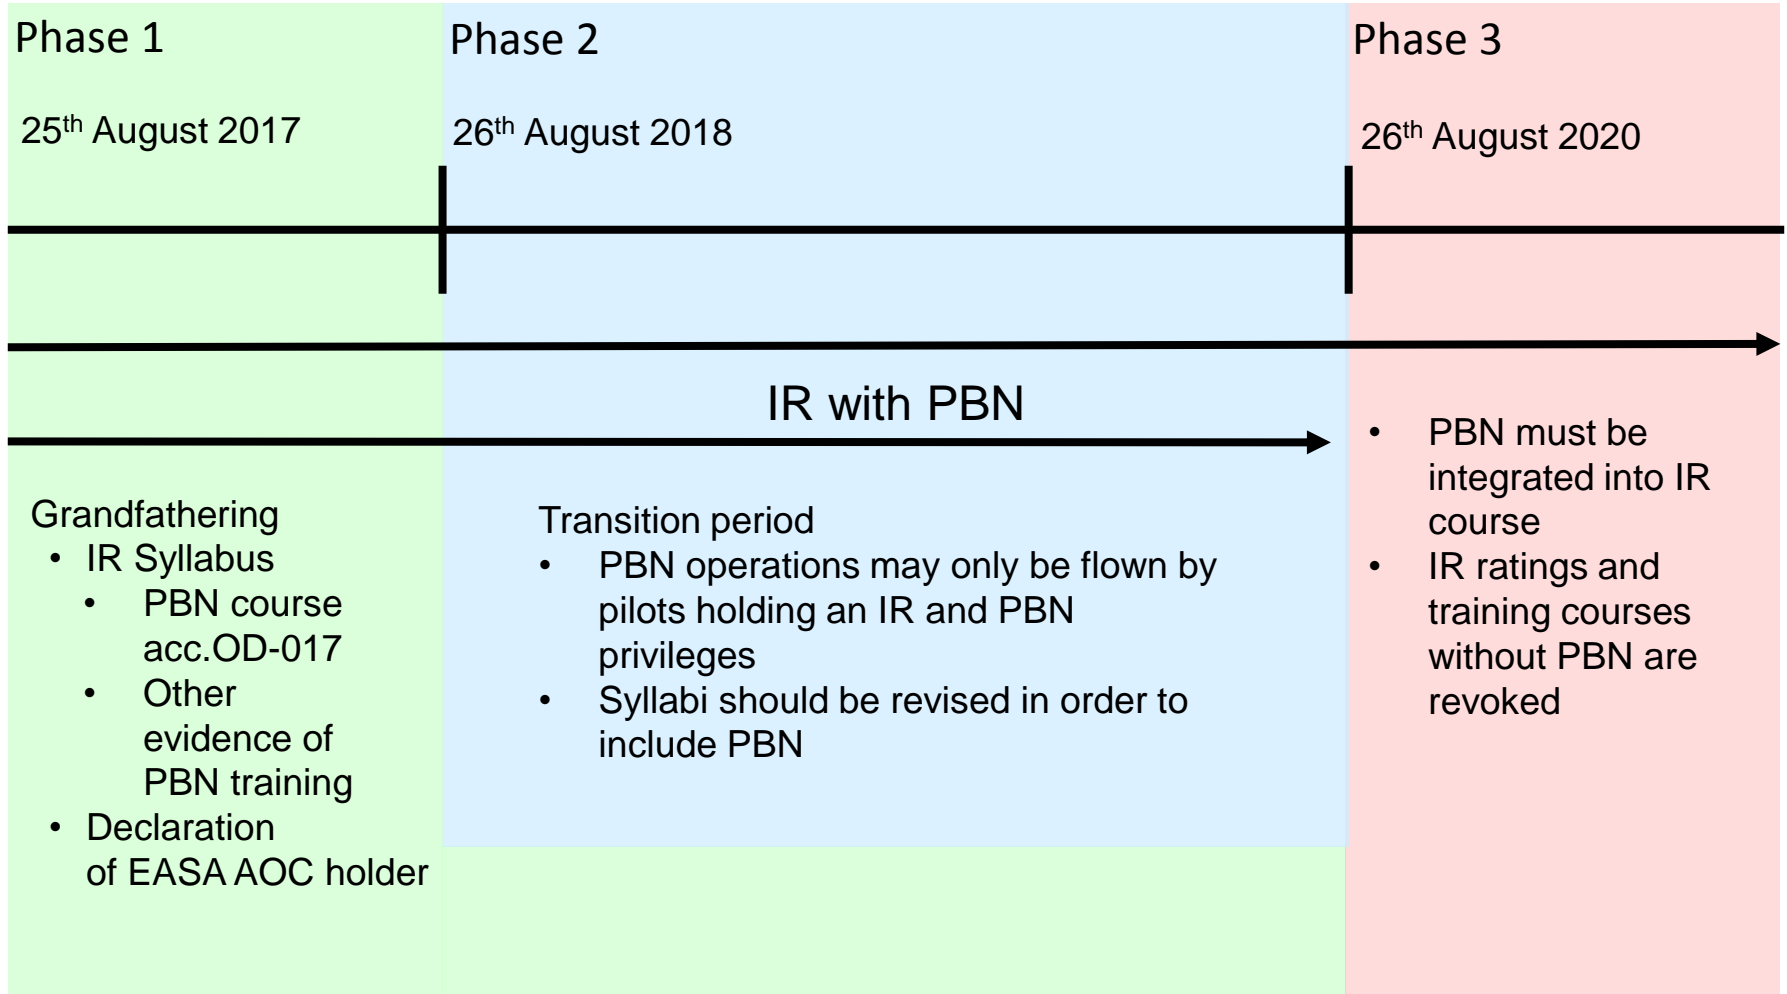 Phase 1
25th August 2017
Phase 2
26th August 2018
Phase 3
26th August 2020
IR with PBN
Grandfathering
• IR Syllabus
• PBN course
acc.OD-017
• Other
evidence of
PBN training
• Declaration
of EASA AOC holder
Transition period
• PBN operations may only be flown by
pilots holding an IR and PBN
privileges
• Syllabi should be revised in order to
include PBN
• PBN must be
integrated into IR
course
• IR ratings and
training courses
without PBN are
revoked